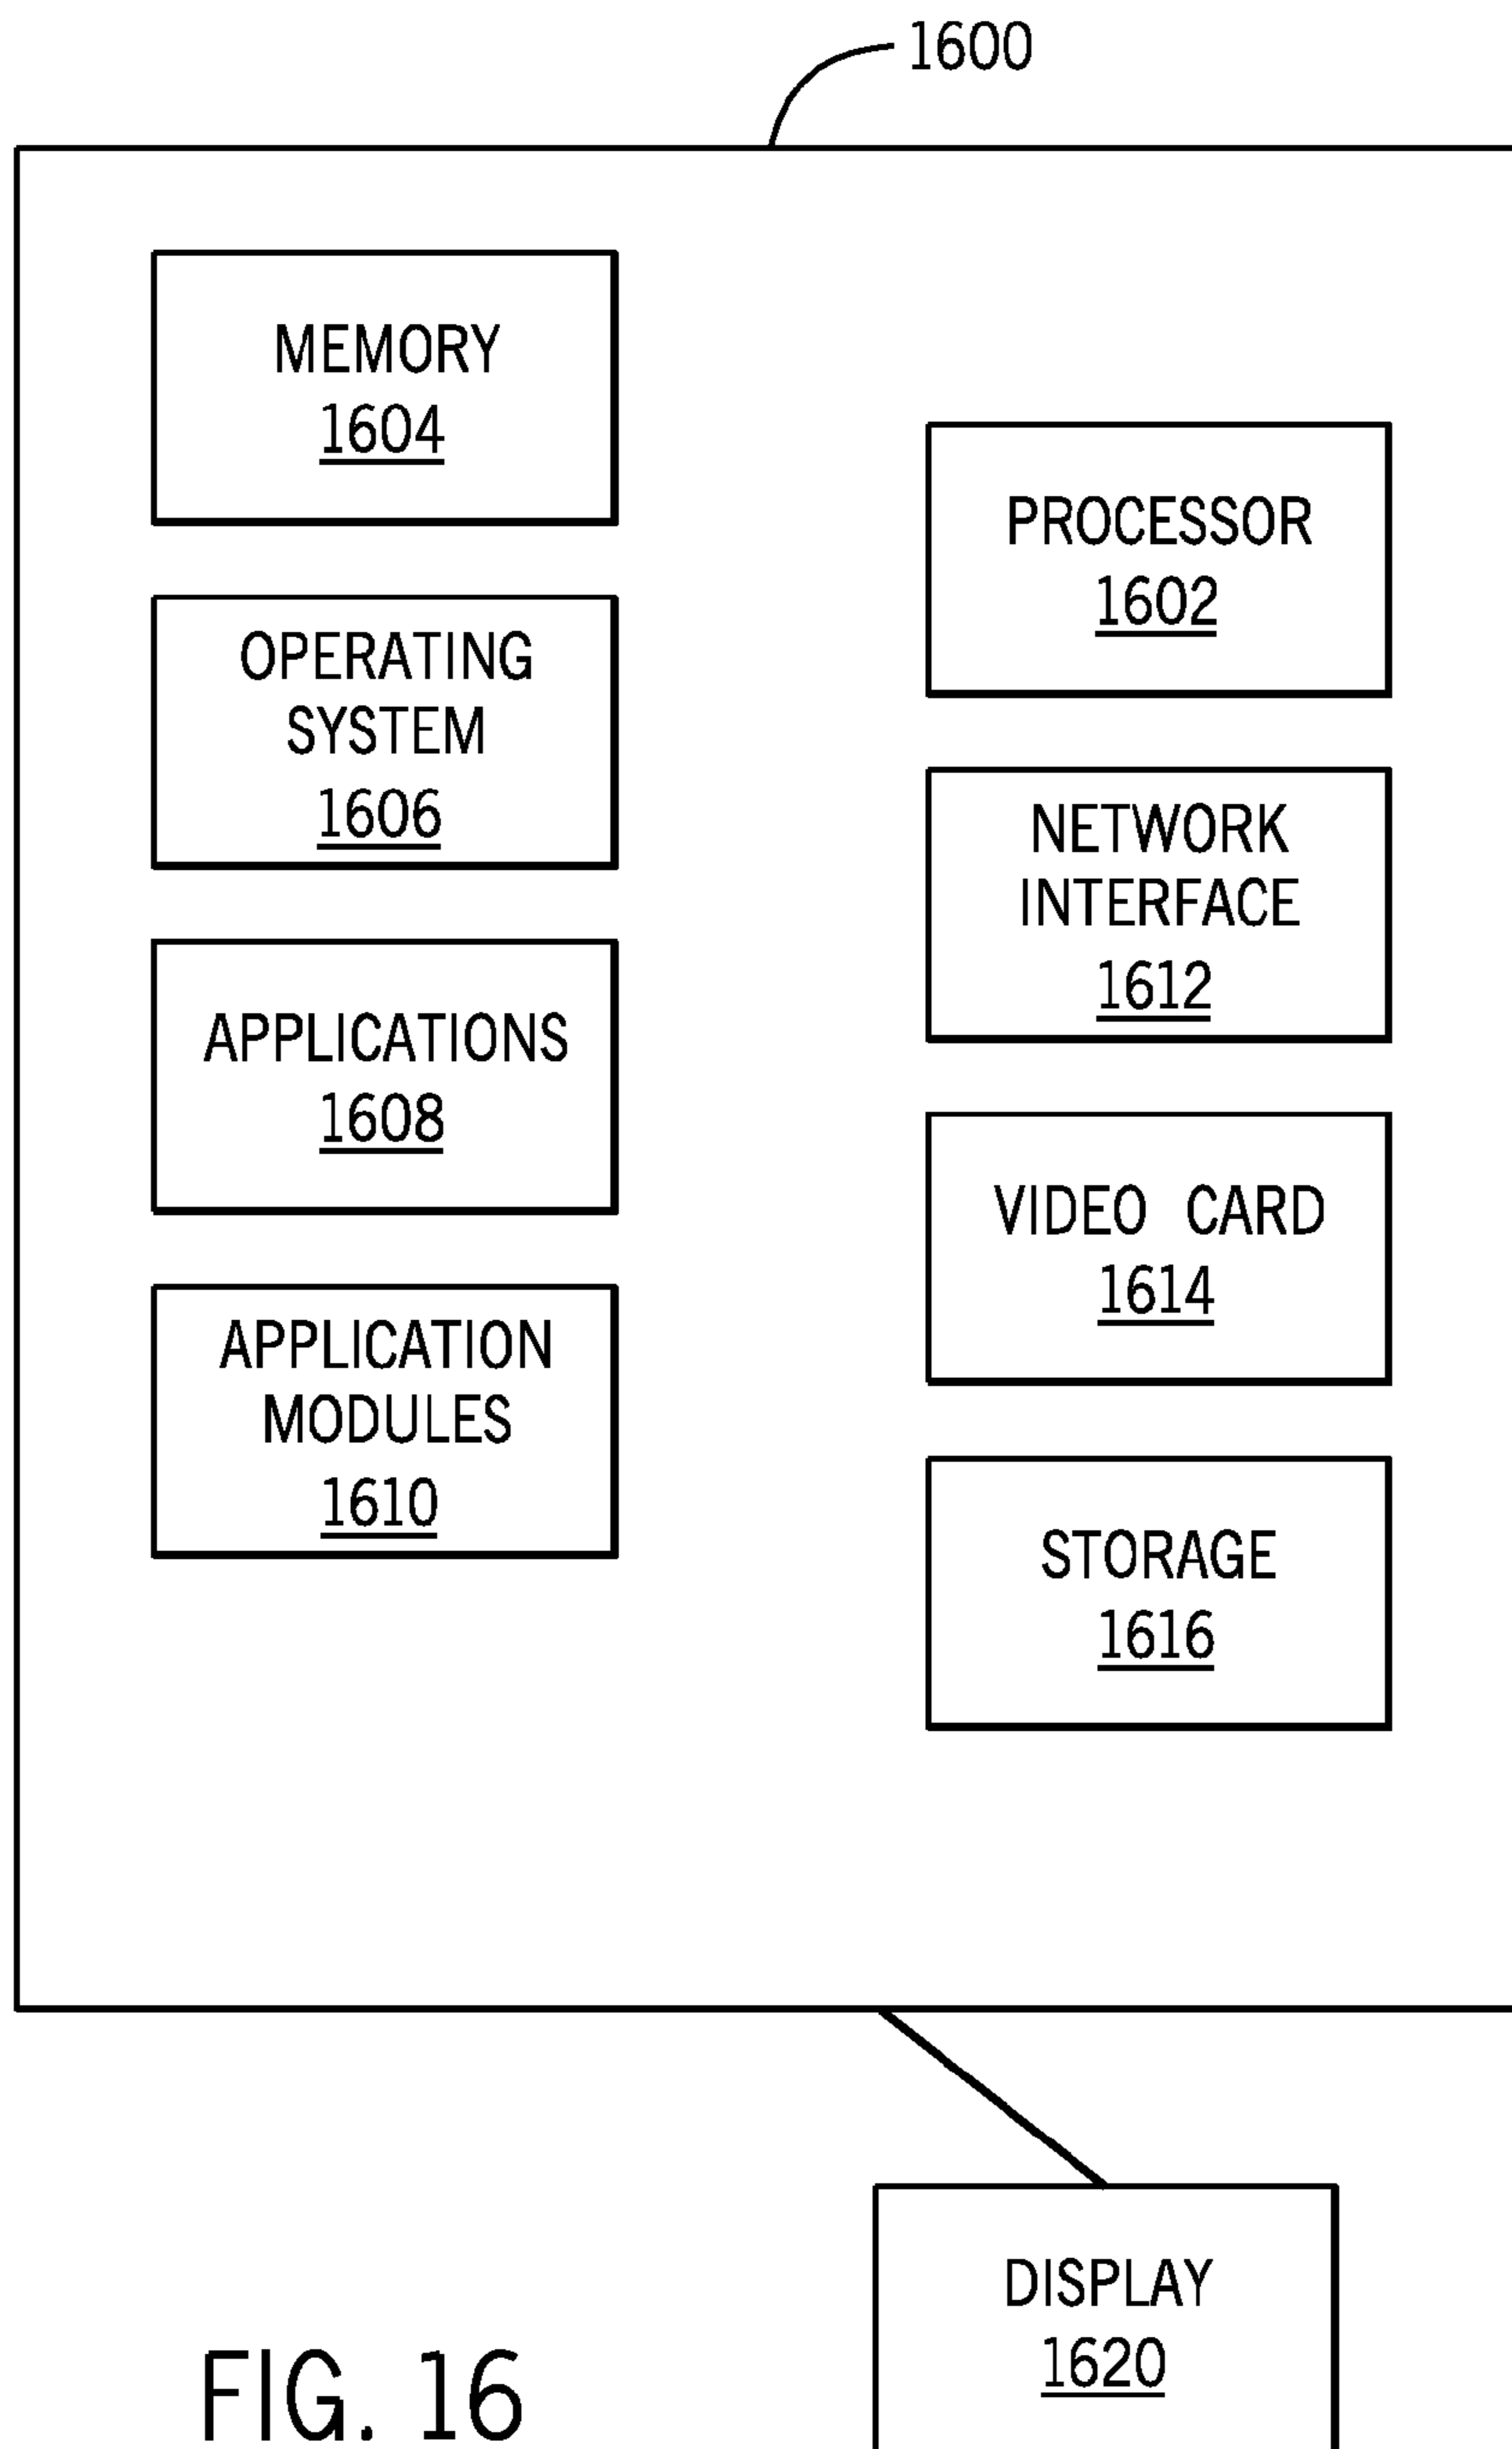 1600
MEMORY
1604
OPERATING
SYSTEM
1606
APPLICATIONS
1608
APPLICATION
MODULES
1610
PROCESSOR
1602
NETWORK
INTERFACE
1612
VIDEO CARD
1614
STORAGE
1616
DISPLAY
1620
FIG. 16